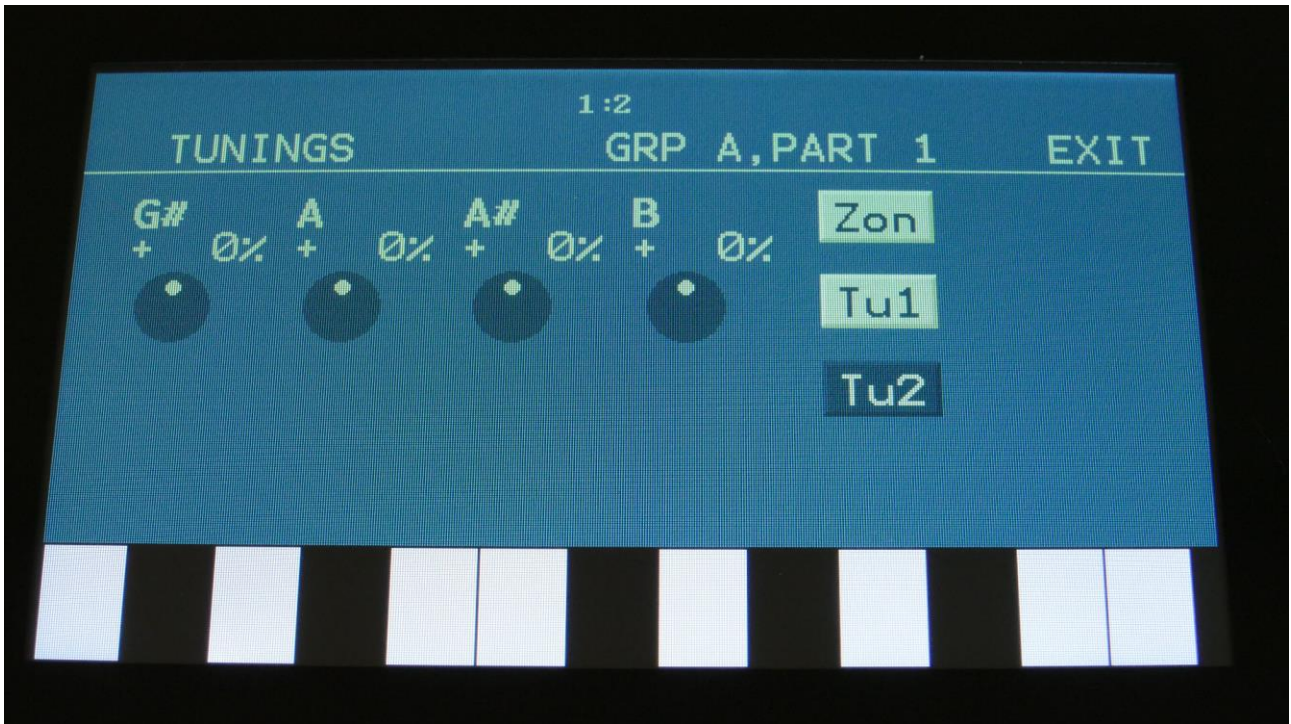 1:2
TUNINGS GRP A,PART 1 EXIT
G# A A# B Zon
+ 0% + 0% + 0% + 0%
Tu1
Tu2